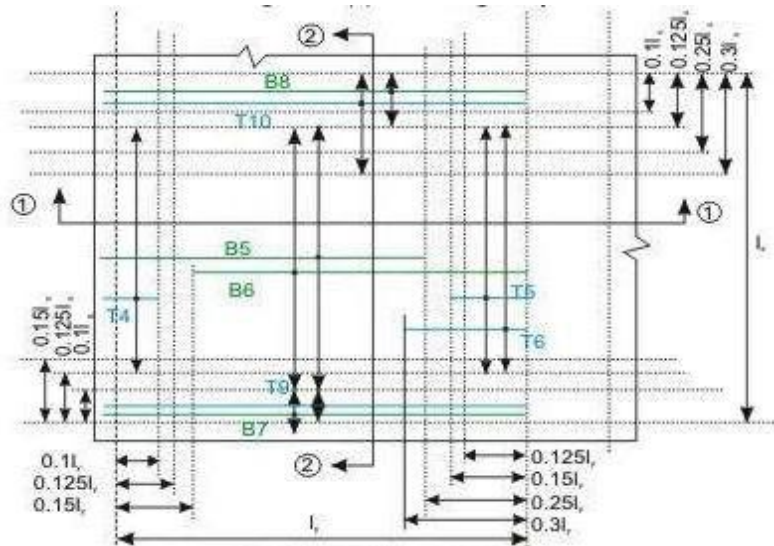 ②
B8
T10
0.1l,
0.125l,
0.25l,
0.3l,
①
①
B5
B6
T4
T5
T6
l,
0.15l,
0.125l,
0.1l,
T9
B7
②
0.1l,
0.125l,
0.15l,
0.125l,
0.15l,
0.25l,
0.3l,
l,